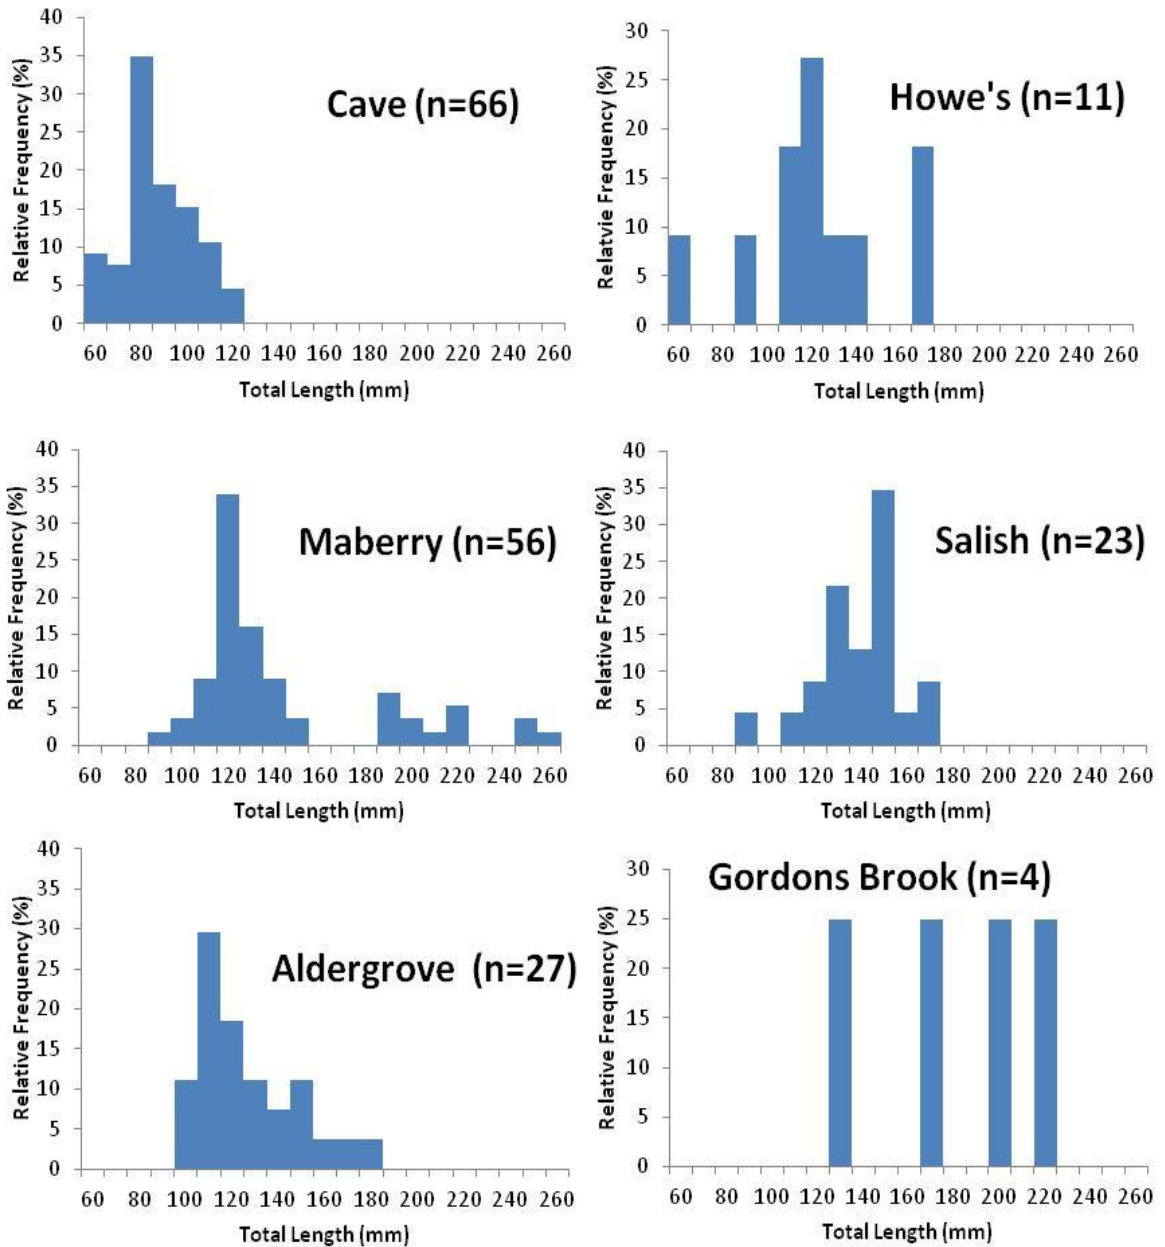 Cave (n=66)
Relative Frequency (%)
40
35
30
25
20
15
10
5
0
60 80 100 120 140 160 180 200 220 240 260
Total Length (mm)
Howe's (n=11)
Relatvie Frequency (%)
30
25
20
15
10
5
0
60 80 100 120 140 160 180 200 220 240 260
Total Length (mm)
Maberry (n=56)
Relative Frequency (%)
40
35
30
25
20
15
10
5
0
60 80 100 120 140 160 180 200 220 240 260
Total Length (mm)
Salish (n=23)
Relative Frequency (%)
40
35
30
25
20
15
10
5
0
60 80 100 120 140 160 180 200 220 240 260
Total Length (mm)
Aldergrove (n=27)
Relative Frequency (%)
40
35
30
25
20
15
10
5
0
60 80 100 120 140 160 180 200 220 240 260
Total Length (mm)
Gordons Brook (n=4)
Relative Frequency (%)
30
25
20
15
10
5
0
60 80 100 120 140 160 180 200 220 240 260
Total Length (mm)